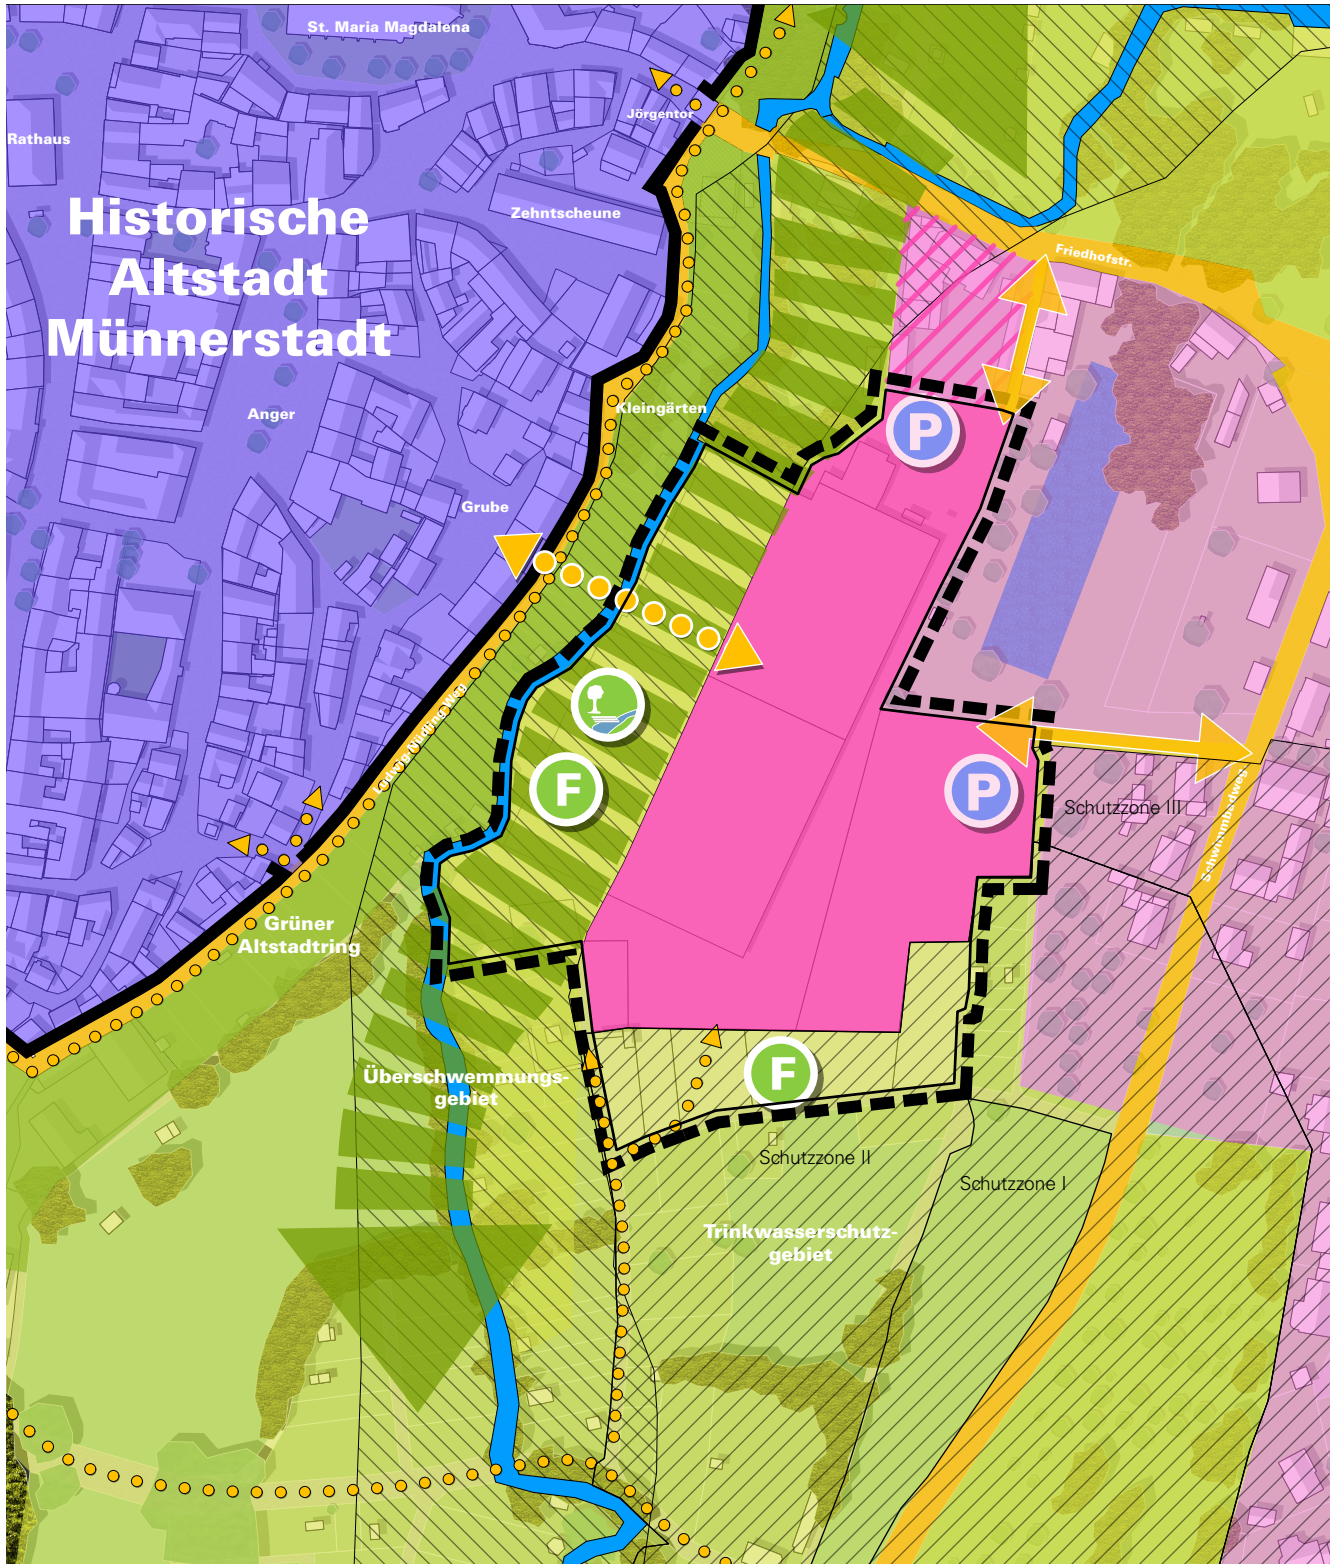 St. Maria Magdalena
Jörgentor
Rathaus
Zehntscheune
Historische
Altstadt
Münnerstadt
Friedhofstr.
Kleingärten
Anger
P
Grube
F
P
Schutzzone III
Schwimmbadweg
Grüner
Altstadtring
Überschwemmungs-
gebiet
F
Schutzzone II
Schutzzone I
Trinkwasserschutz-
gebiet